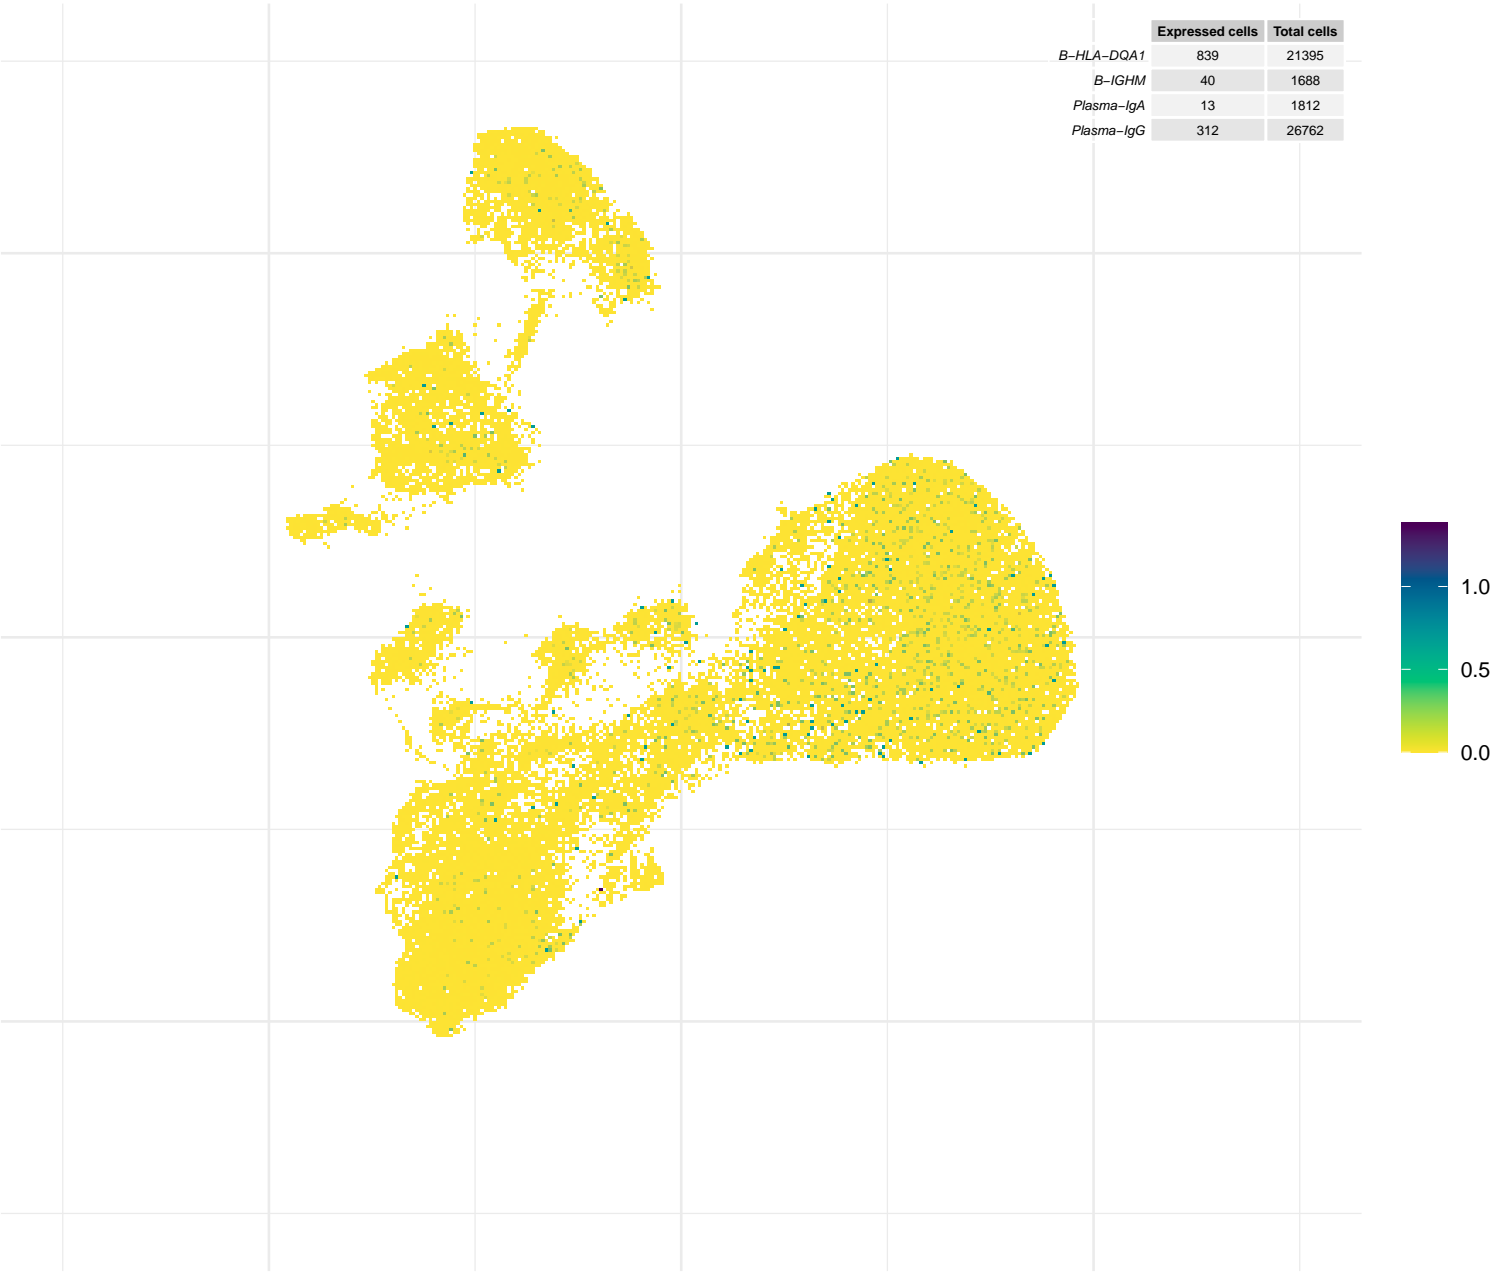 Expressed cells Total cells
B−HLA−DQA1 839 21395
B−IGHM 40 1688
Plasma−IgA 13 1812
Plasma−IgG 312 26762
1.0
0.5
0.0